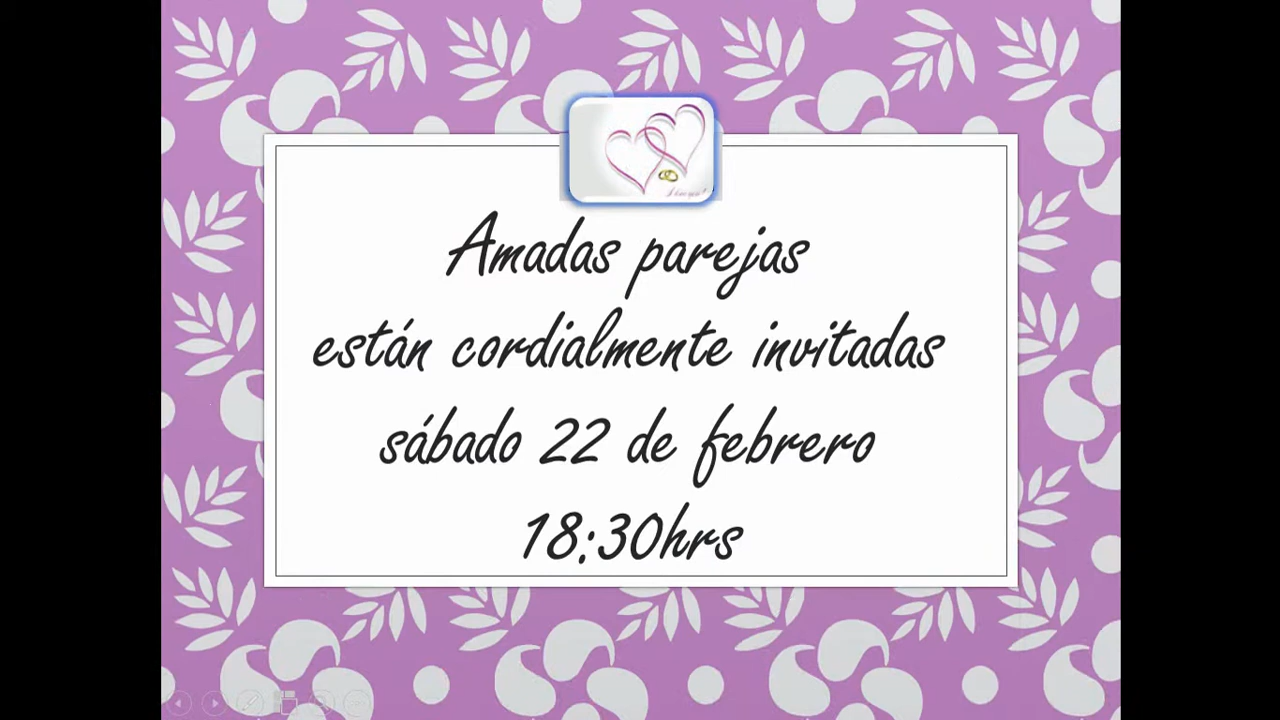 Amadas parejas
están cordialmente invitadas
sábado 22 de febrero
18:30hrs